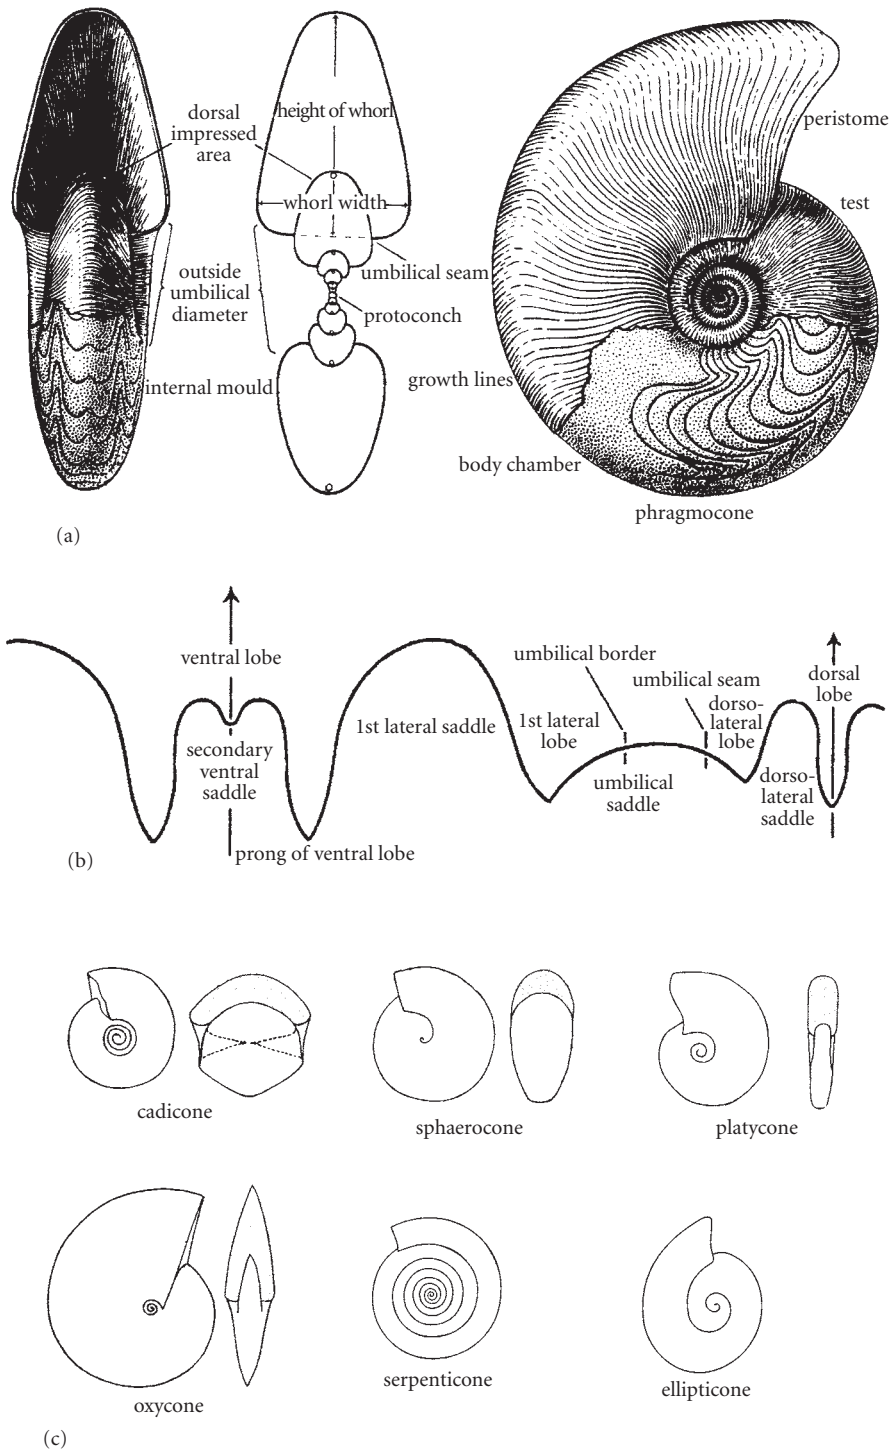 dorsal
impressed
area
height of whorl
whorl width
outside
umbilical
diameter
umbilical seam
protoconch
internal mould
peristome
test
growth lines
body chamber
phragmocone
(a)
ventral lobe
secondary
ventral
saddle
prong of ventral lobe
1st lateral saddle
umbilical border
1st lateral
lobe
umbilical
saddle
umbilical seam
dorso-
lateral
lobe
dorso-
lateral
saddle
dorsal
lobe
(b)
cadicone
sphaerocone
platycone
oxycone
serpenticone
ellipticone
(c)